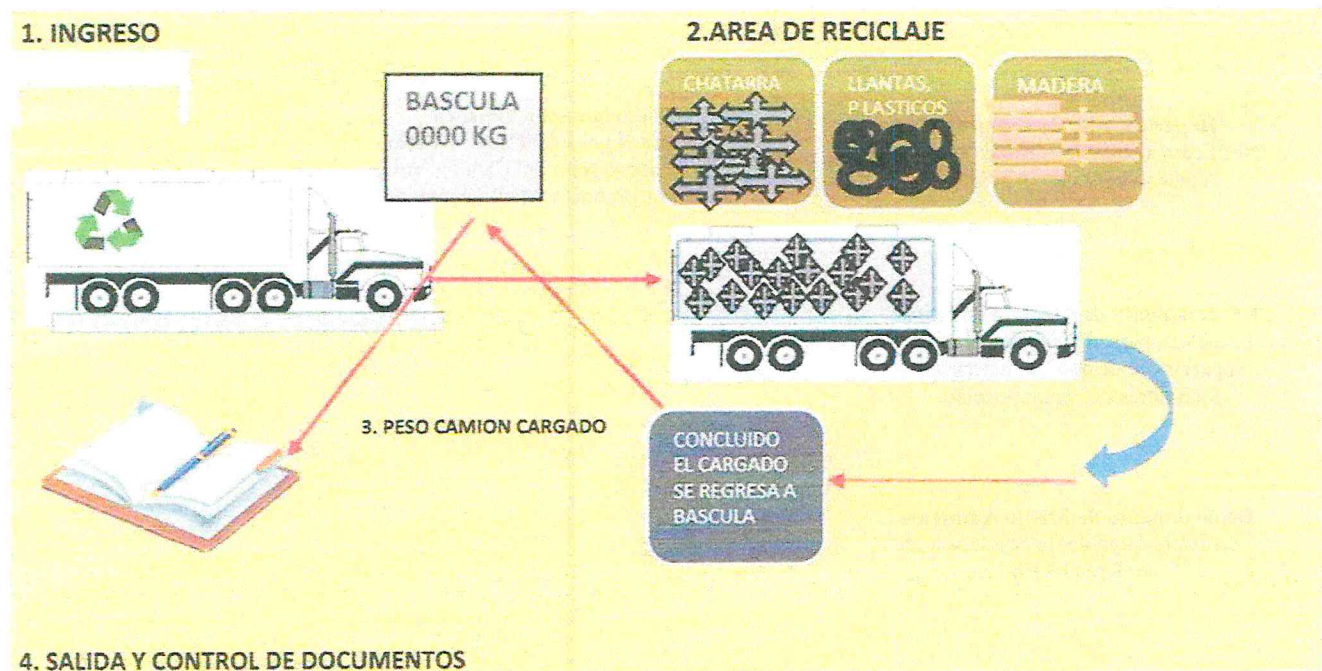 1. INGRESO
2.AREA DE RECICLAJE
BASCULA
0000 KG
CHATARRA
LLANTAS,
PLASTICOS
MADERA
3. PESO CAMION CARGADO
CONCLUIDO
EL CARGADO
SE REGRESA A
BASCULA
4. SALIDA Y CONTROL DE DOCUMENTOS